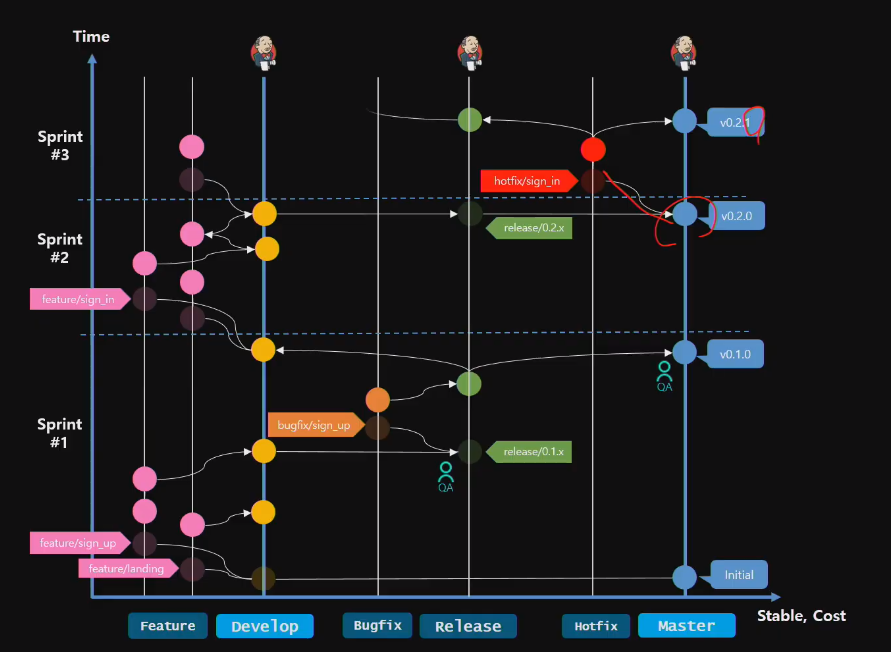 Time
Sprint
#3
v0.2.1
hotfix/sign_in
v0.2.0
release/0.2.x
Sprint
#2
feature/sign_in
v0.1.0
QA
bugfix/sign_up
Sprint
#1
release/0.1.x
QA
feature/sign_up
feature/landing
Initial
Stable, Cost
Feature
Develop
Bugfix
Release
Hotfix
Master